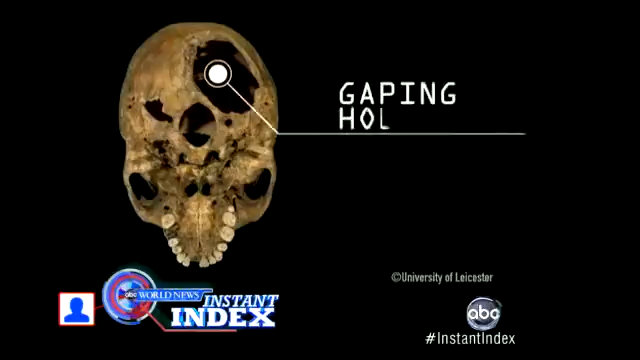 GAPING
HOL
©University of Leicester
abc
WORLD NEWS
INSTANT
INDEX
abc
#InstantIndex